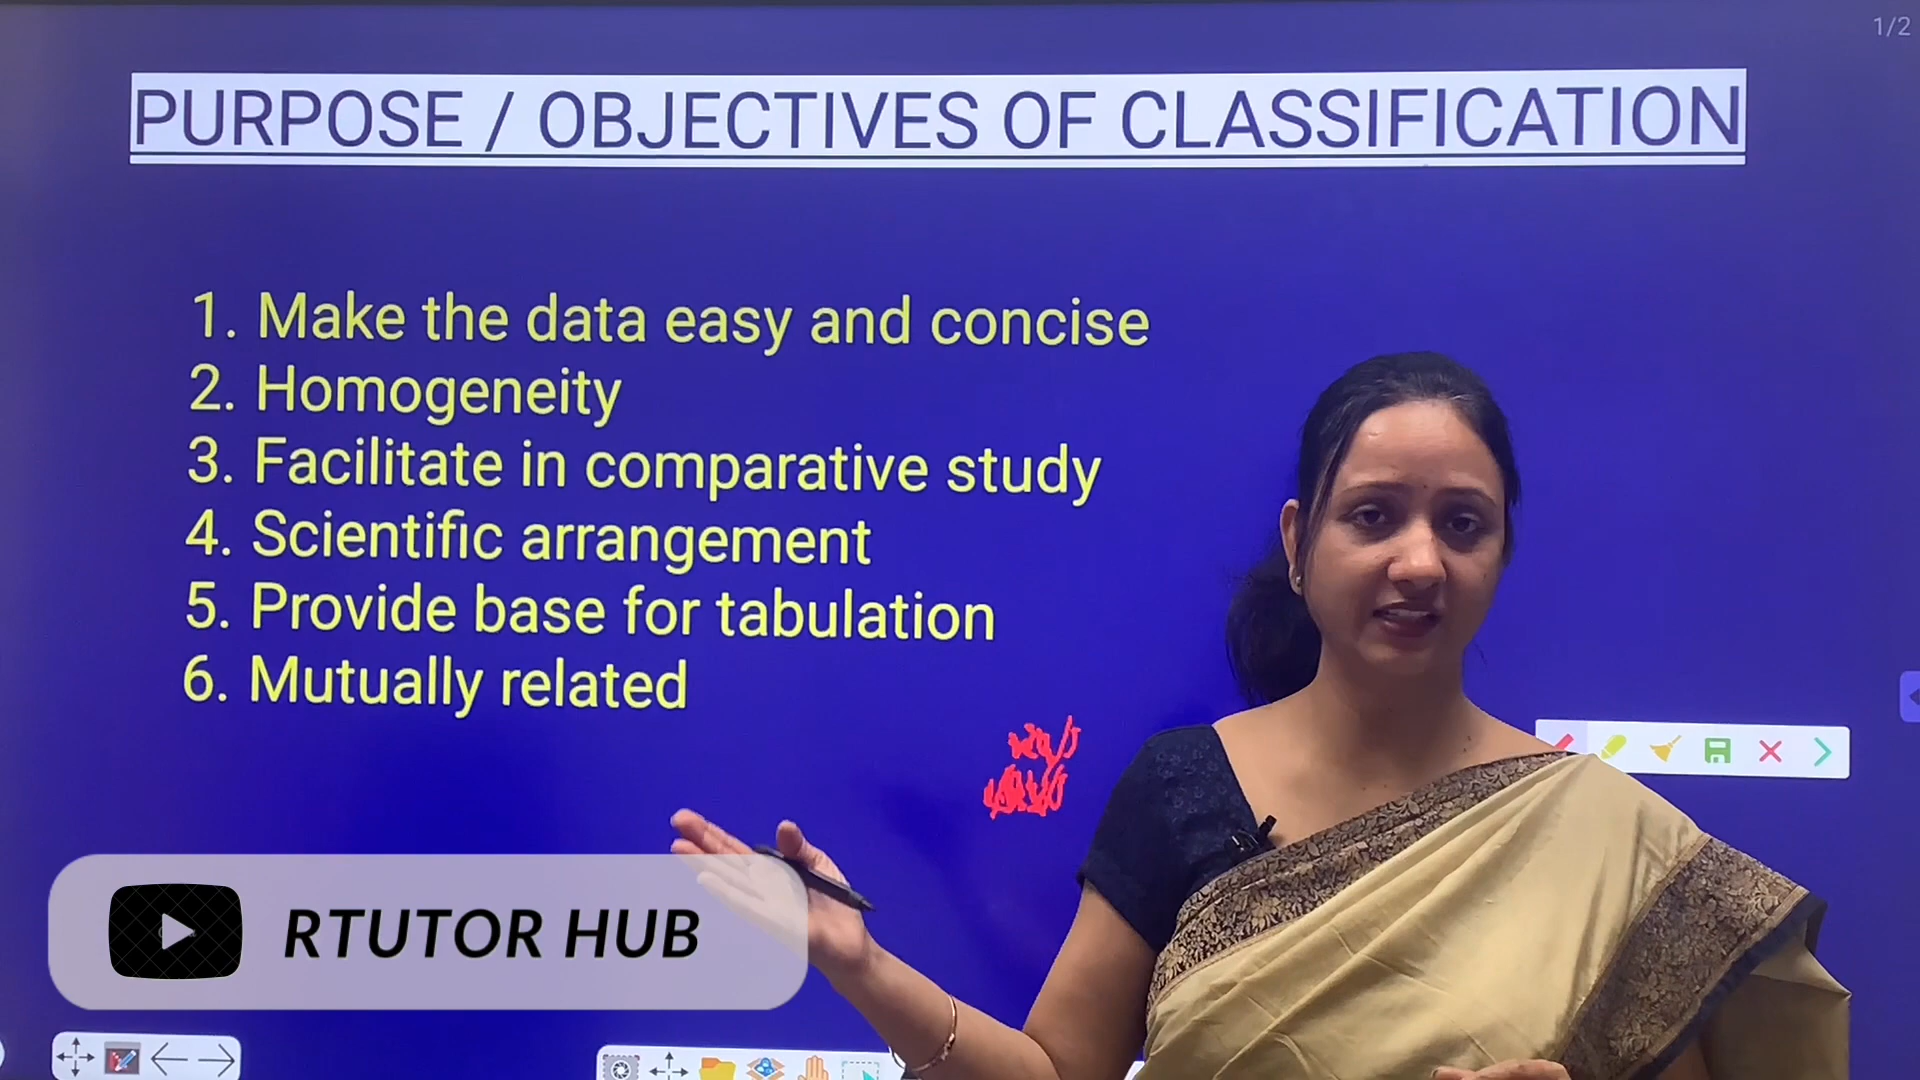 1/2
PURPOSE / OBJECTIVES OF CLASSIFICATION
1. Make the data easy and concise
2. Homogeneity
3. Facilitate in comparative study
4. Scientific arrangement
5. Provide base for tabulation
6. Mutually related
RTUTOR HUB